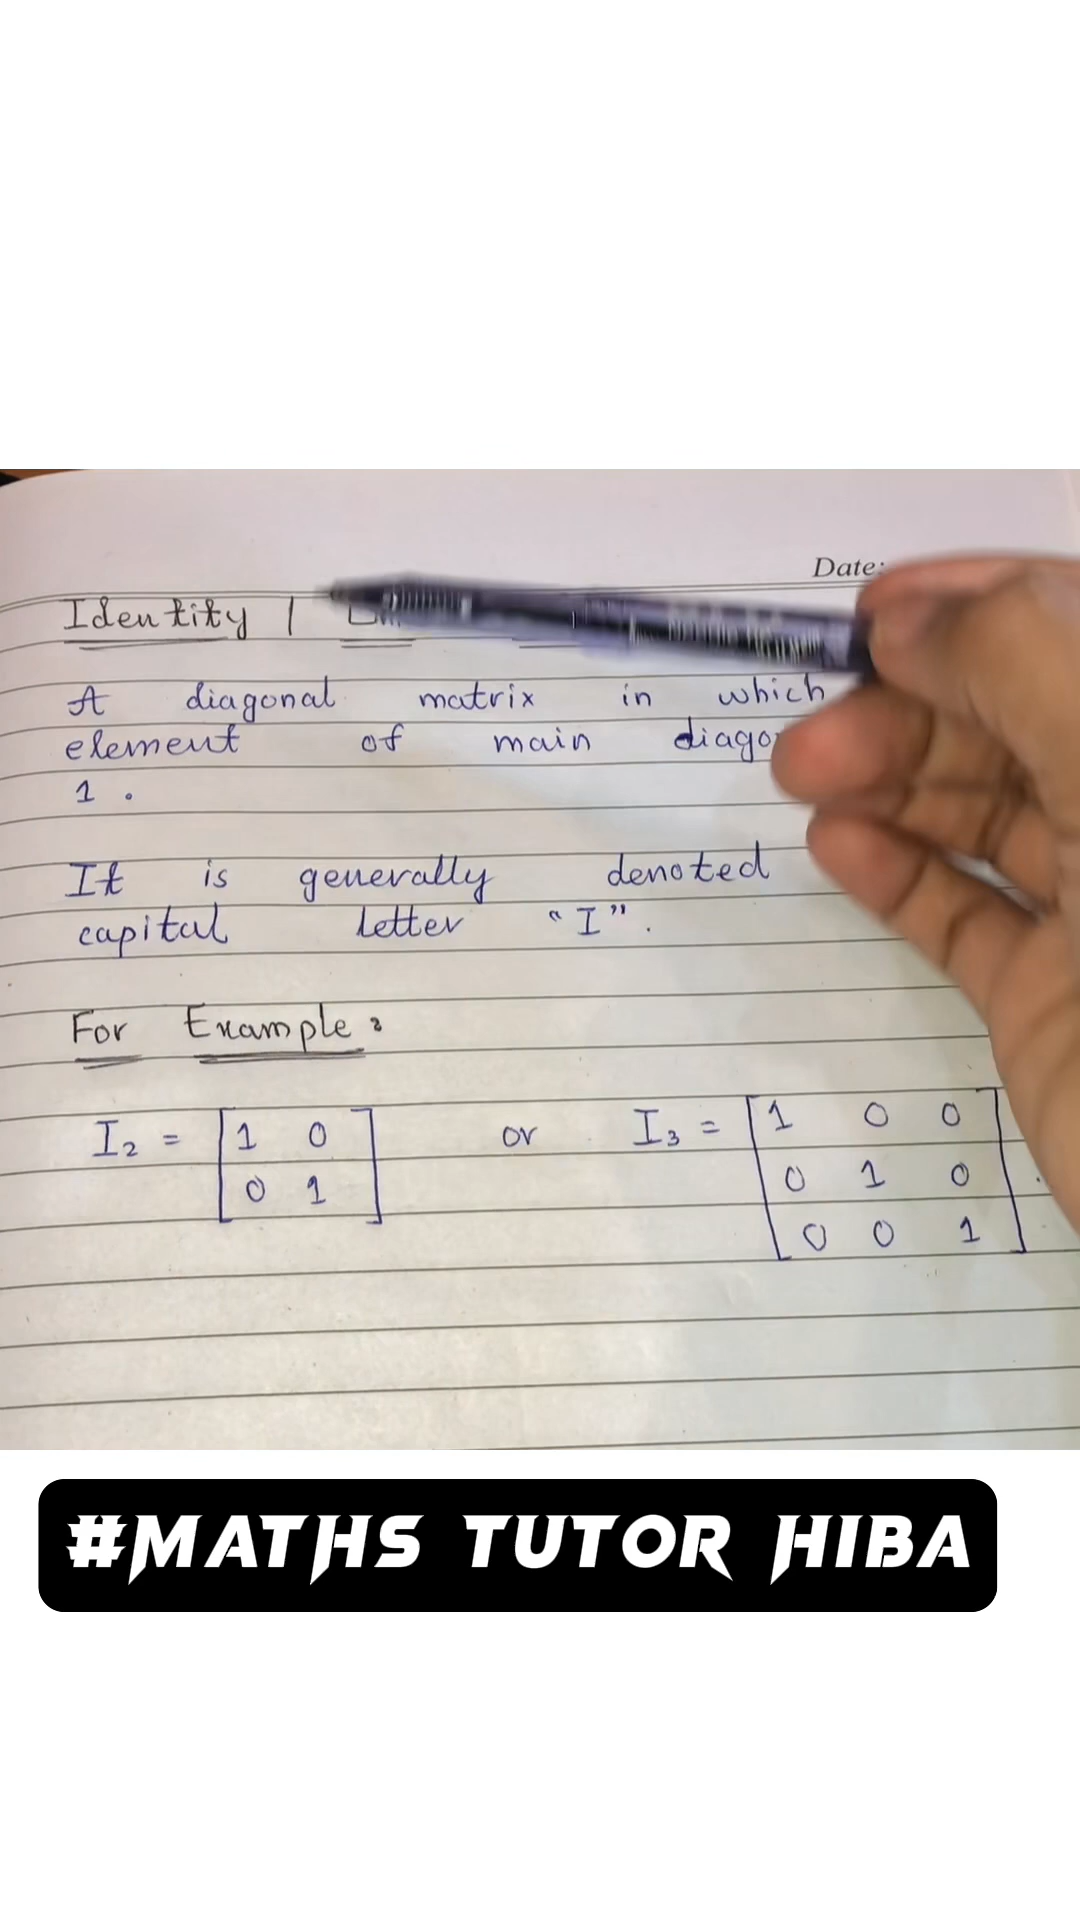 Date:
Identity |
A diagonal matrix in which
element of main
1 .
It is generally denoted
capital letter "I".
For Example:
I₂ = [1 0 or I₃ = [1 0 0
0 1] 0 1 0
0 0 1]
#MATHS TUTOR HIBA